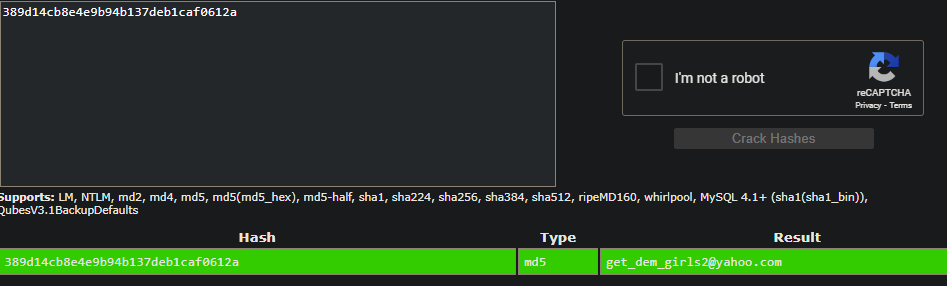 389d14cb8e4e9b94b137deb1caf0612a
I'm not a robot
reCAPTCHA
Privacy - Terms
Crack Hashes
Supports: LM, NTLM, md2, md4, md5, md5(md5_hex), md5-half, sha1, sha224, sha256, sha384, sha512, ripeMD160, whirlpool, MySQL 4.1+ (sha1(sha1_bin)),
QubesV3.1BackupDefaults
Hash Type Result
389d14cb8e4e9b94b137deb1caf0612a md5 get_dem_girls2@yahoo.com